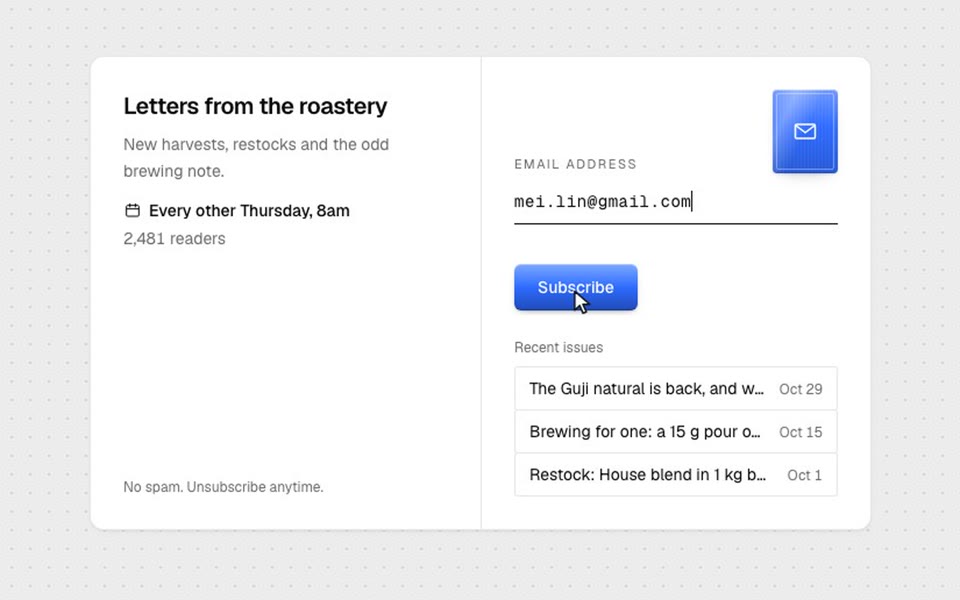 Letters from the roastery
New harvests, restocks and the odd
brewing note.
Every other Thursday, 8am
2,481 readers
No spam. Unsubscribe anytime.
EMAIL ADDRESS
mei.lin@gmail.com
Subscribe
Recent issues
The Guji natural is back, and w… Oct 29
Brewing for one: a 15 g pour o… Oct 15
Restock: House blend in 1 kg b… Oct 1